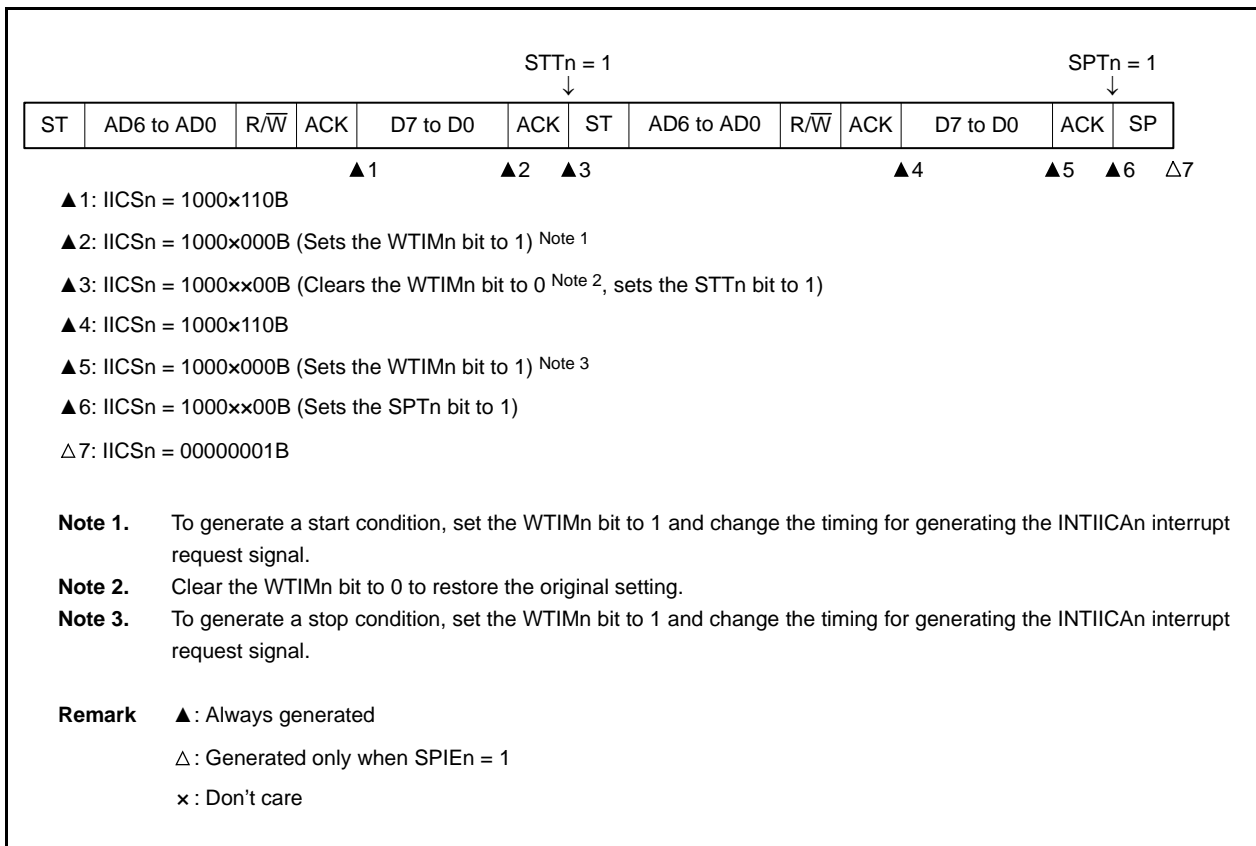 STTn = 1 SPTn = 1
↓ ↓
ST AD6 to AD0 R/W̅ ACK D7 to D0 ACK ST AD6 to AD0 R/W̅ ACK D7 to D0 ACK SP
▲1 ▲2 ▲3 ▲4 ▲5 ▲6 △7
▲1: IICSn = 1000×110B
▲2: IICSn = 1000×000B (Sets the WTIMn bit to 1) Note 1
▲3: IICSn = 1000××00B (Clears the WTIMn bit to 0 Note 2, sets the STTn bit to 1)
▲4: IICSn = 1000×110B
▲5: IICSn = 1000×000B (Sets the WTIMn bit to 1) Note 3
▲6: IICSn = 1000××00B (Sets the SPTn bit to 1)
△7: IICSn = 00000001B
Note 1. To generate a start condition, set the WTIMn bit to 1 and change the timing for generating the INTIICAn interrupt
request signal.
Note 2. Clear the WTIMn bit to 0 to restore the original setting.
Note 3. To generate a stop condition, set the WTIMn bit to 1 and change the timing for generating the INTIICAn interrupt
request signal.
Remark ▲: Always generated
△: Generated only when SPIEn = 1
×: Don't care